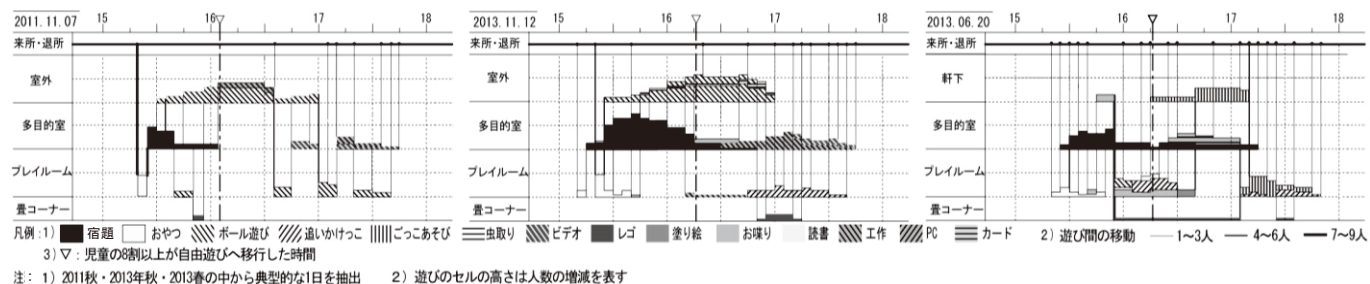 2011. 11. 07 15 16 17 18
来所・退所
室外
多目的室
プレイルーム
畳コーナー
2013. 11. 12 15 16 17 18
来所・退所
室外
多目的室
プレイルーム
畳コーナー
2013. 06. 20 15 16 17 18
来所・退所
軒下
多目的室
プレイルーム
畳コーナー
凡例:1) 宿題 おやつ ボール遊び 追いかけっこ ごっこあそび 虫取り ビデオ レゴ 塗り絵 お喋り 読書 工作 PC カード 2) 遊び間の移動 1〜3人 4〜6人 7〜9人
3)▽:児童の8割以上が自由遊びへ移行した時間
注: 1) 2011秋・2013年秋・2013春の中から典型的な1日を抽出 2) 遊びのセルの高さは人数の増減を表す